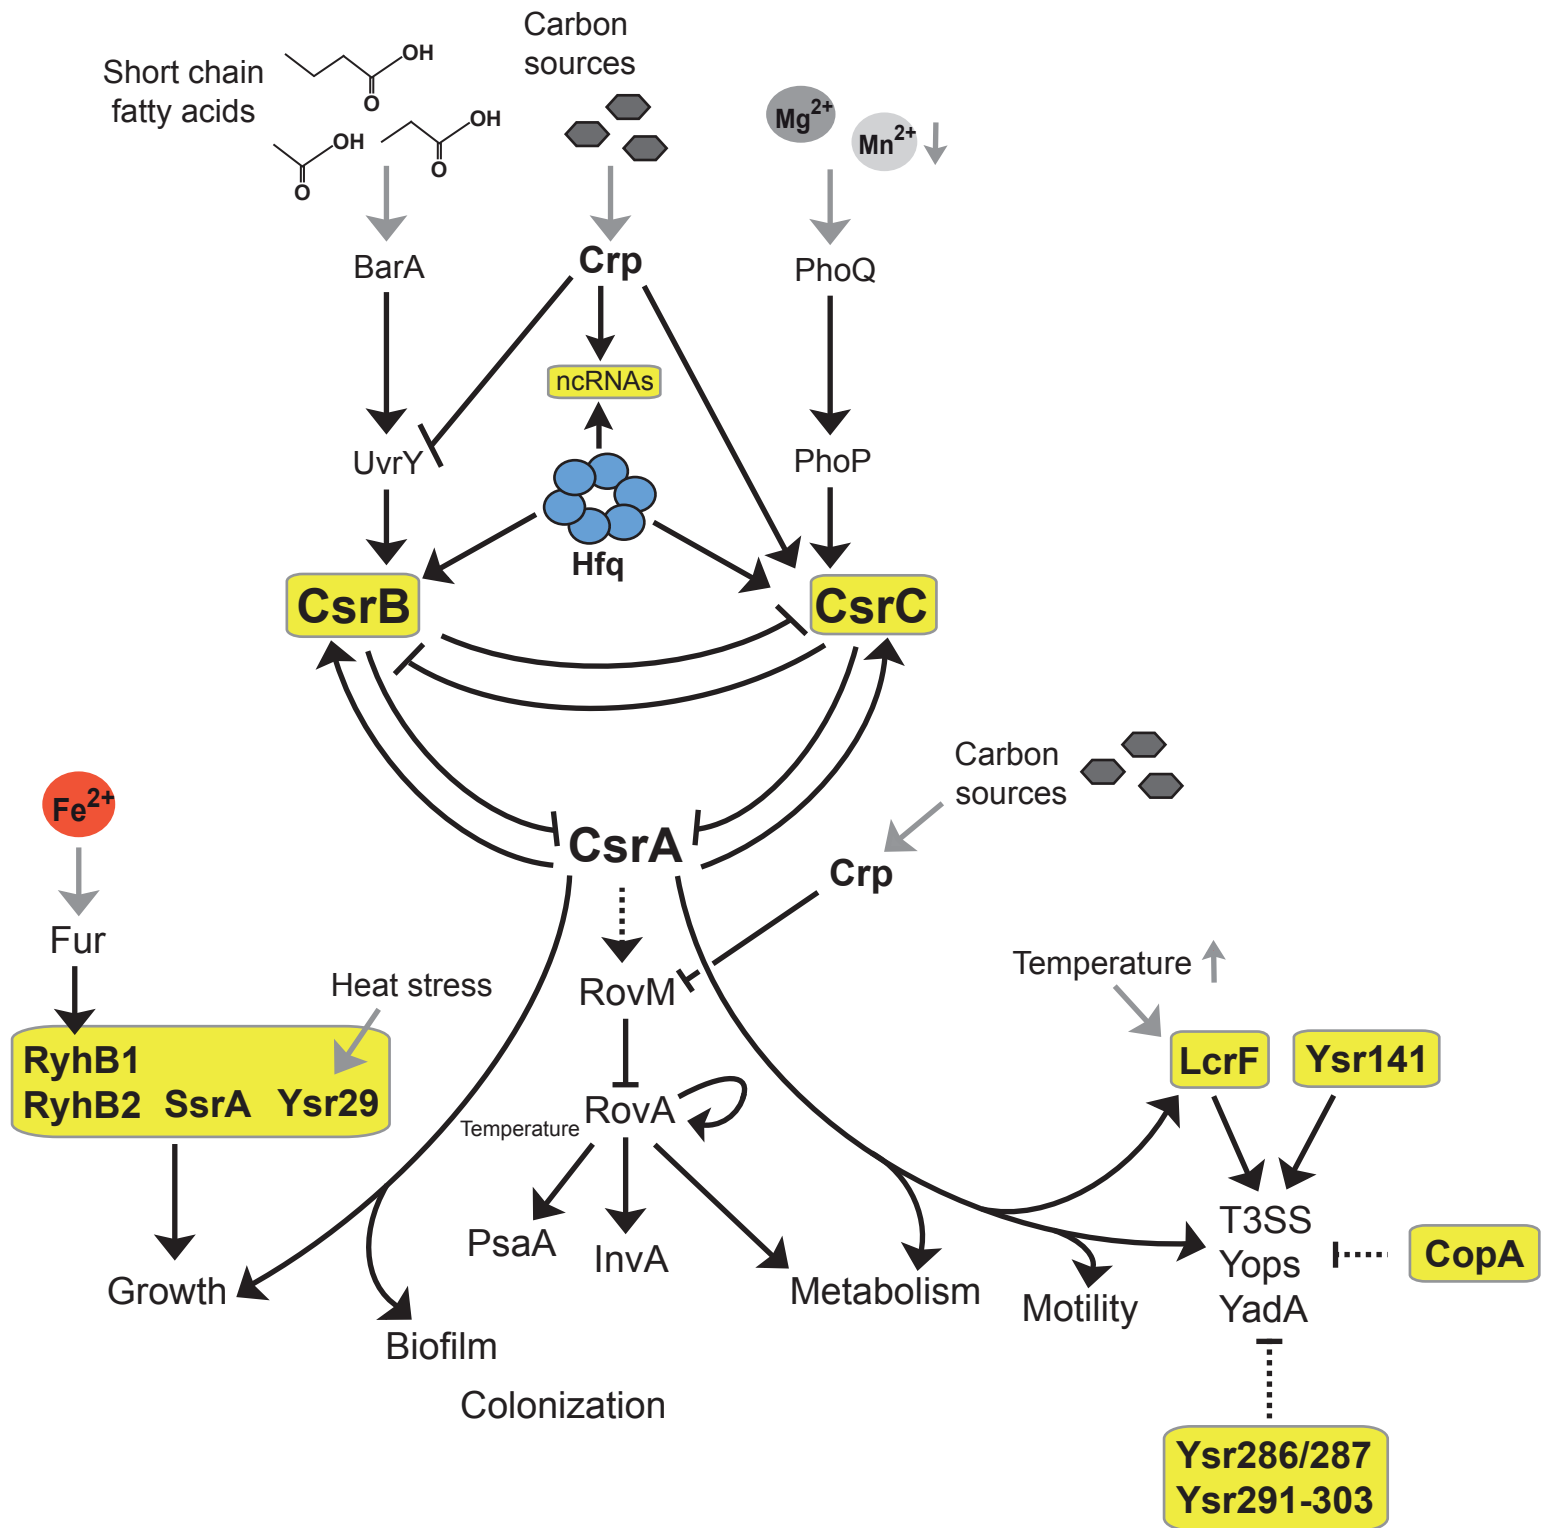 Short chain
fatty acids
OH
O
OH
O
OH
O
Carbon
sources
Mg2+
Mn2+
BarA
Crp
PhoQ
ncRNAs
UvrY
PhoP
Hfq
CsrB
CsrC
Carbon
sources
Fe2+
CsrA
Crp
Fur
Heat stress
RovM
Temperature
RyhB1
RyhB2 SsrA Ysr29
LcrF
Ysr141
Temperature
RovA
PsaA
InvA
T3SS
Yops
YadA
CopA
Growth
Metabolism
Motility
Biofilm
Colonization
Ysr286/287
Ysr291-303